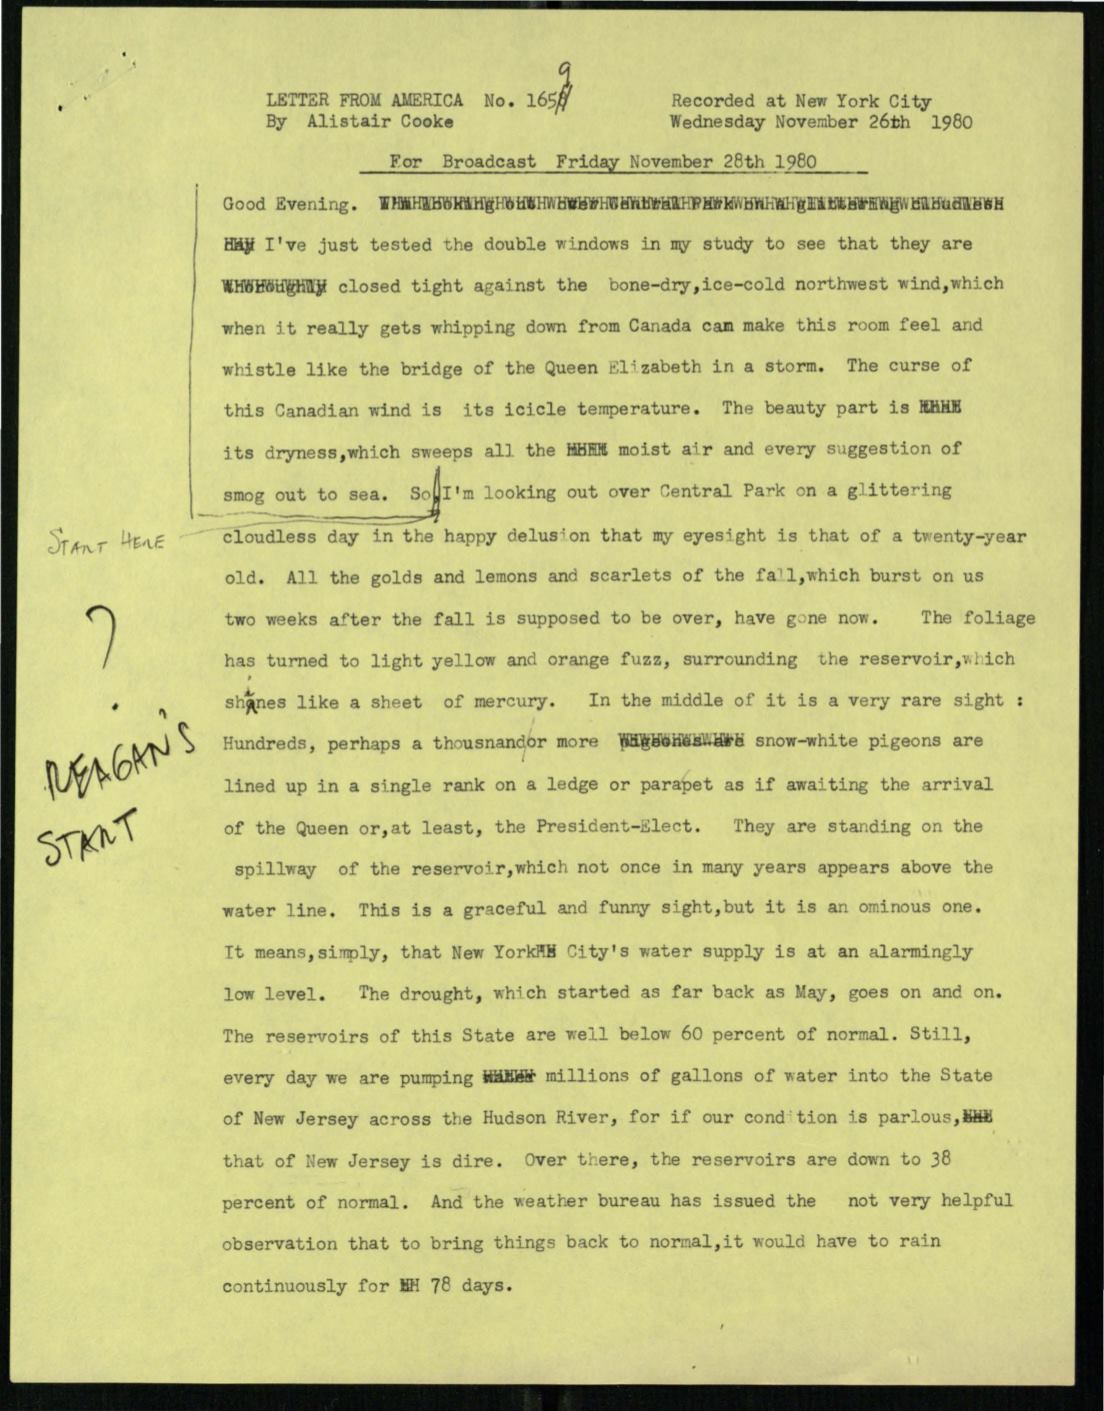 LETTER FROM AMERICA No. 1659
Recorded at New York City
By Alistair Cooke
Wednesday November 26th 1980
For Broadcast Friday November 28th 1980
Good Evening.
I've just tested the double windows in my study to see that they are
closed tight against the bone-dry,ice-cold northwest wind,which
when it really gets whipping down from Canada can make this room feel and
whistle like the bridge of the Queen Elizabeth in a storm. The curse of
this Canadian wind is its icicle temperature. The beauty part is
its dryness,which sweeps all the moist air and every suggestion of
smog out to sea. So I'm looking out over Central Park on a glittering
START HERE
cloudless day in the happy delusion that my eyesight is that of a twenty-year
old. All the golds and lemons and scarlets of the fall,which burst on us
two weeks after the fall is supposed to be over, have gone now. The foliage
has turned to light yellow and orange fuzz, surrounding the reservoir,which
shines like a sheet of mercury. In the middle of it is a very rare sight :
Hundreds, perhaps a thousnand or more snow-white pigeons are
lined up in a single rank on a ledge or parapet as if awaiting the arrival
of the Queen or,at least, the President-Elect. They are standing on the
spillway of the reservoir,which not once in many years appears above the
water line. This is a graceful and funny sight,but it is an ominous one.
It means,simply, that New York City's water supply is at an alarmingly
low level. The drought, which started as far back as May, goes on and on.
The reservoirs of this State are well below 60 percent of normal. Still,
every day we are pumping millions of gallons of water into the State
of New Jersey across the Hudson River, for if our condition is parlous,
that of New Jersey is dire. Over there, the reservoirs are down to 38
percent of normal. And the weather bureau has issued the not very helpful
observation that to bring things back to normal,it would have to rain
continuously for 78 days.
?
REAGAN'S
START